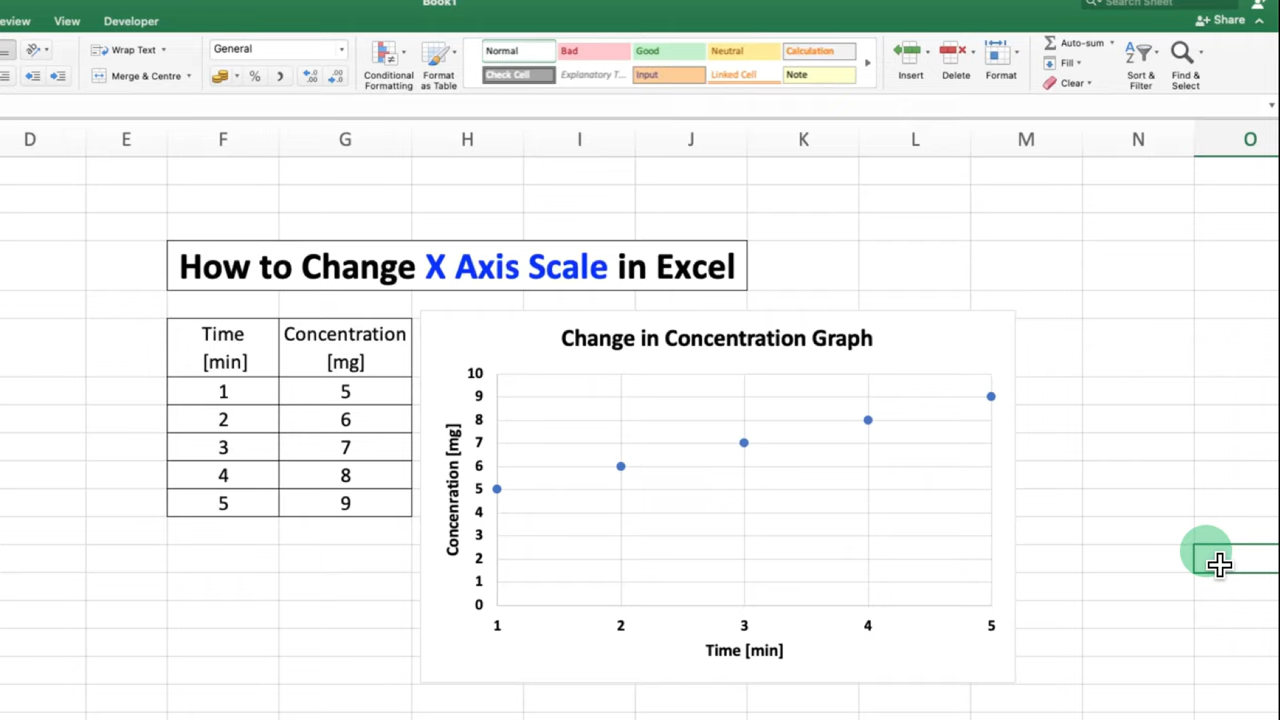 Book1
Search Sheet
eview View Developer
Share
Wrap Text
General
Normal Bad Good Neutral Calculation
Merge & Centre
%
Conditional Formatting
Format as Table
Check Cell Explanatory T... Input Linked Cell Note
Insert Delete Format
Auto-sum
Fill
Clear
Sort & Filter
Find & Select
D E F G H I J K L M N O
How to Change X Axis Scale in Excel
Time Concentration
[min] [mg]
1 5
2 6
3 7
4 8
5 9
Change in Concentration Graph
10
9
8
7
6
5
4
3
2
1
0
Concenration [mg]
1 2 3 4 5
Time [min]